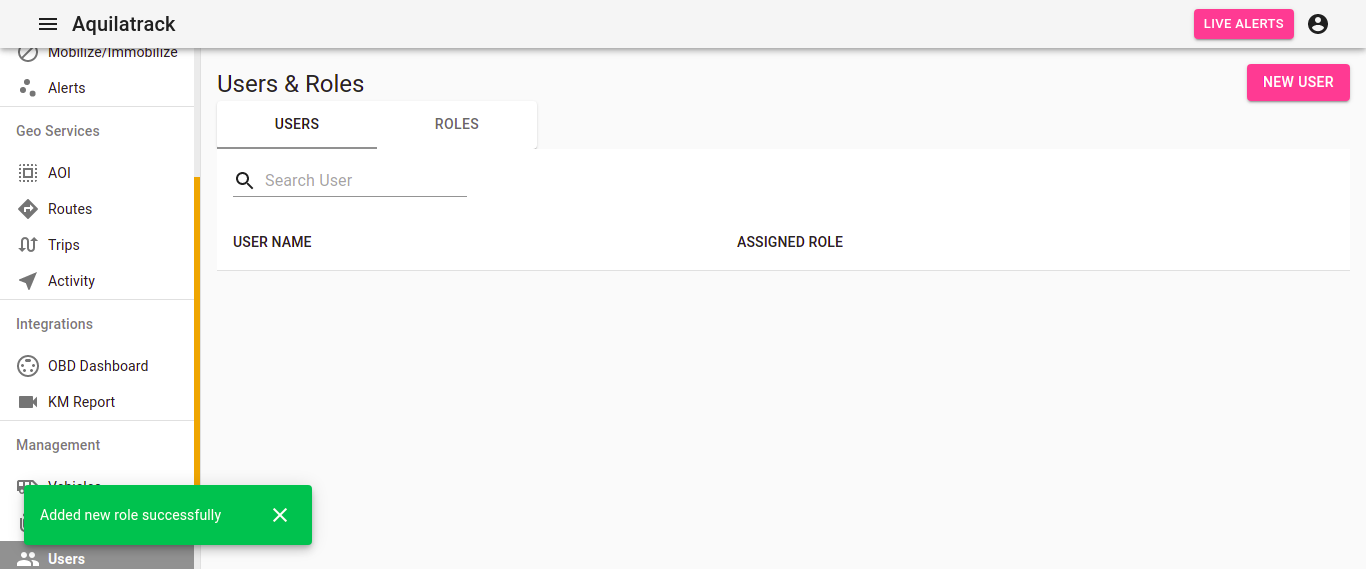 Aquilatrack
LIVE ALERTS
Mobilize/Immobilize
Alerts
Geo Services
AOI
Routes
Trips
Activity
Integrations
OBD Dashboard
KM Report
Management
Vehicles
Users
Users & Roles
NEW USER
USERS
ROLES
Search User
USER NAME
ASSIGNED ROLE
Added new role successfully